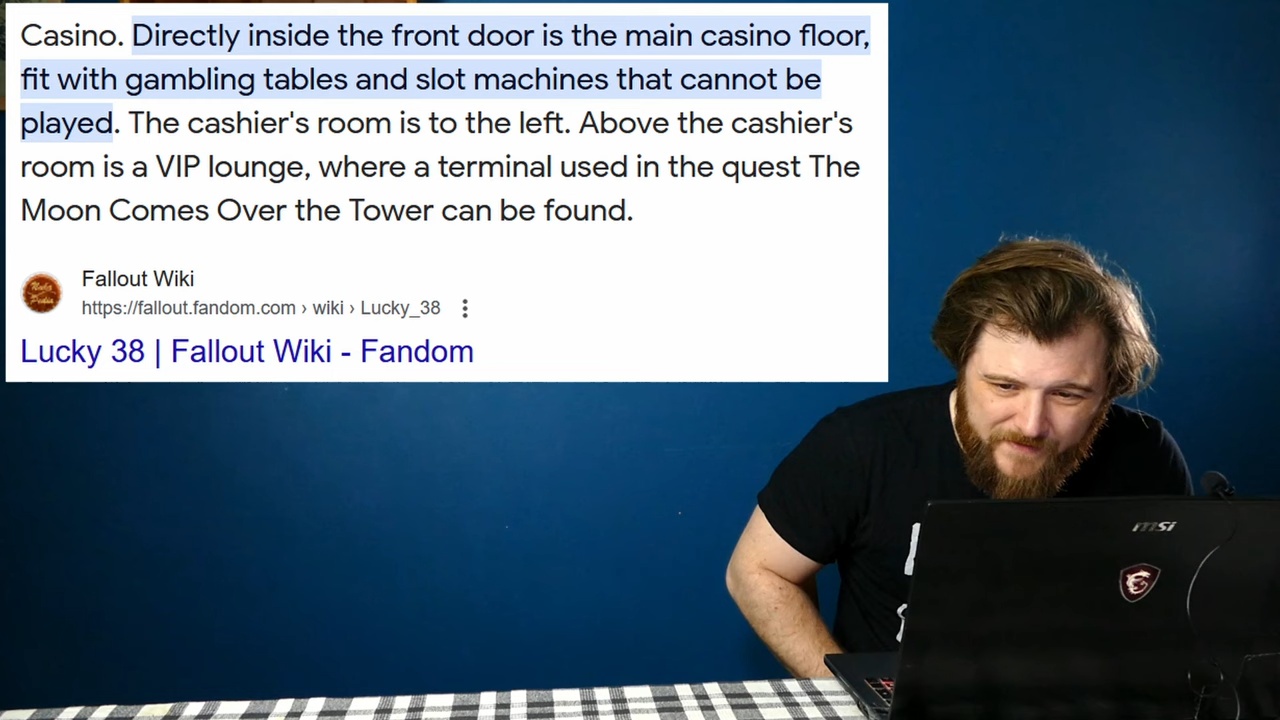 Casino. Directly inside the front door is the main casino floor,
fit with gambling tables and slot machines that cannot be
played. The cashier's room is to the left. Above the cashier's
room is a VIP lounge, where a terminal used in the quest The
Moon Comes Over the Tower can be found.
Fallout Wiki
https://fallout.fandom.com › wiki › Lucky_38
Lucky 38 | Fallout Wiki - Fandom
msi